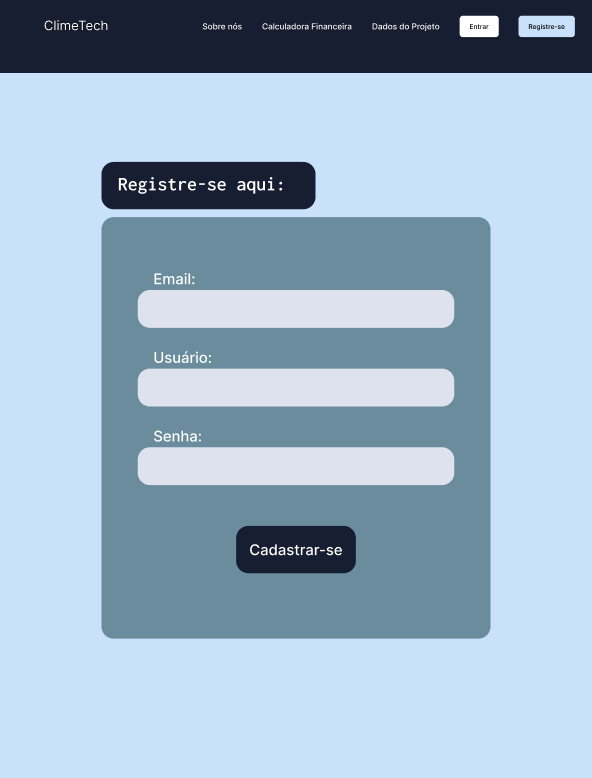 ClimeTech
Sobre nós Calculadora Financeira Dados do Projeto Entrar Registre-se
Registre-se aqui:
Email:
Usuário:
Senha:
Cadastrar-se